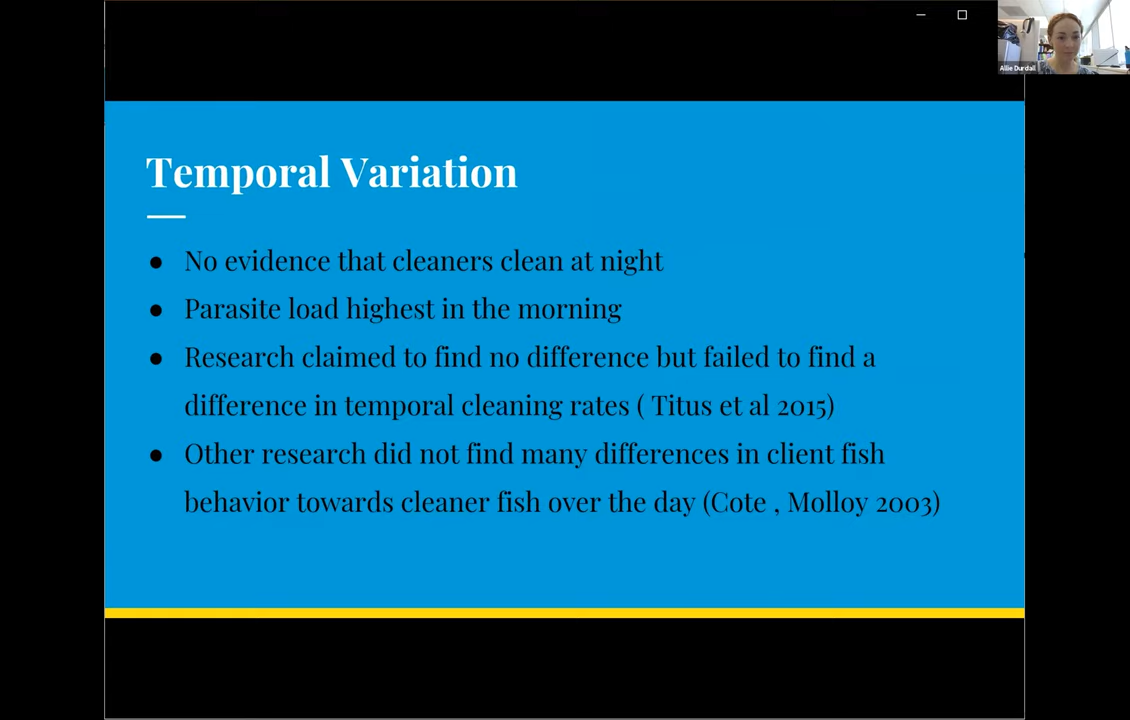 Allie Durdall
Temporal Variation
● No evidence that cleaners clean at night
● Parasite load highest in the morning
● Research claimed to find no difference but failed to find a
difference in temporal cleaning rates ( Titus et al 2015)
● Other research did not find many differences in client fish
behavior towards cleaner fish over the day (Cote , Molloy 2003)